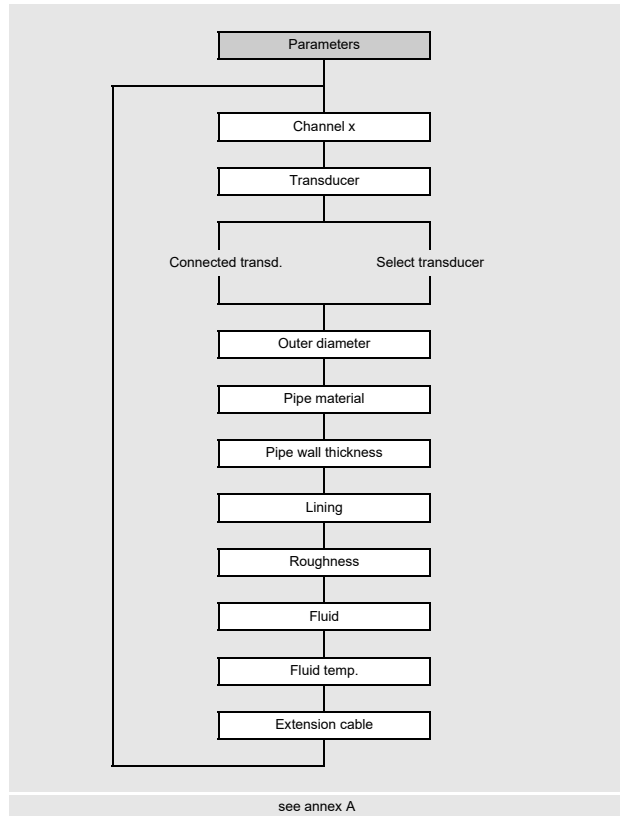 Parameters
Channel x
Transducer
Connected transd. Select transducer
Outer diameter
Pipe material
Pipe wall thickness
Lining
Roughness
Fluid
Fluid temp.
Extension cable
see annex A